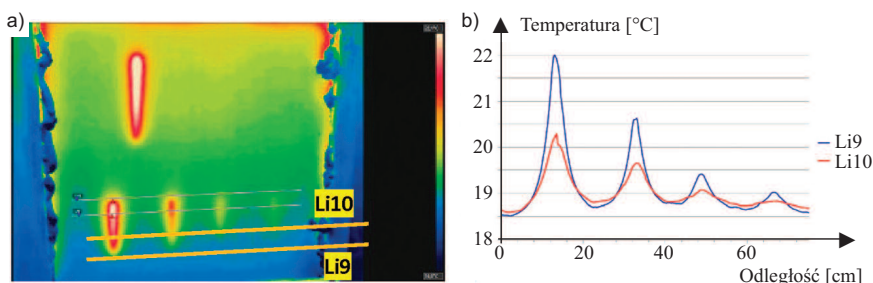 a)
Li10
Li9
b)
Temperatura [°C]
22
21
20
19
18
0
20
40
60
Li9
Li10
Odległość [cm]